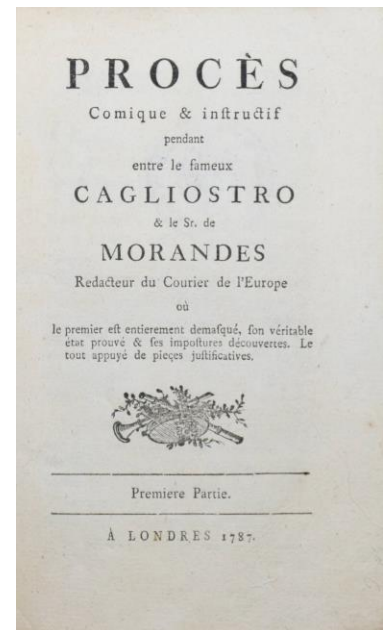 PROCÈS
Comique & inſtructif
pendant
entre le fameux
CAGLIOSTRO
& le Sr. de
MORANDES
Redacteur du Courier de l'Europe
où
le premier eſt entierement demaſqué, ſon véritable
état prouvé & ſes impoſtures découvertes. Le
tout appuyé de pieçes juſtificatives.
Premiere Partie.
À LONDRES 1787.